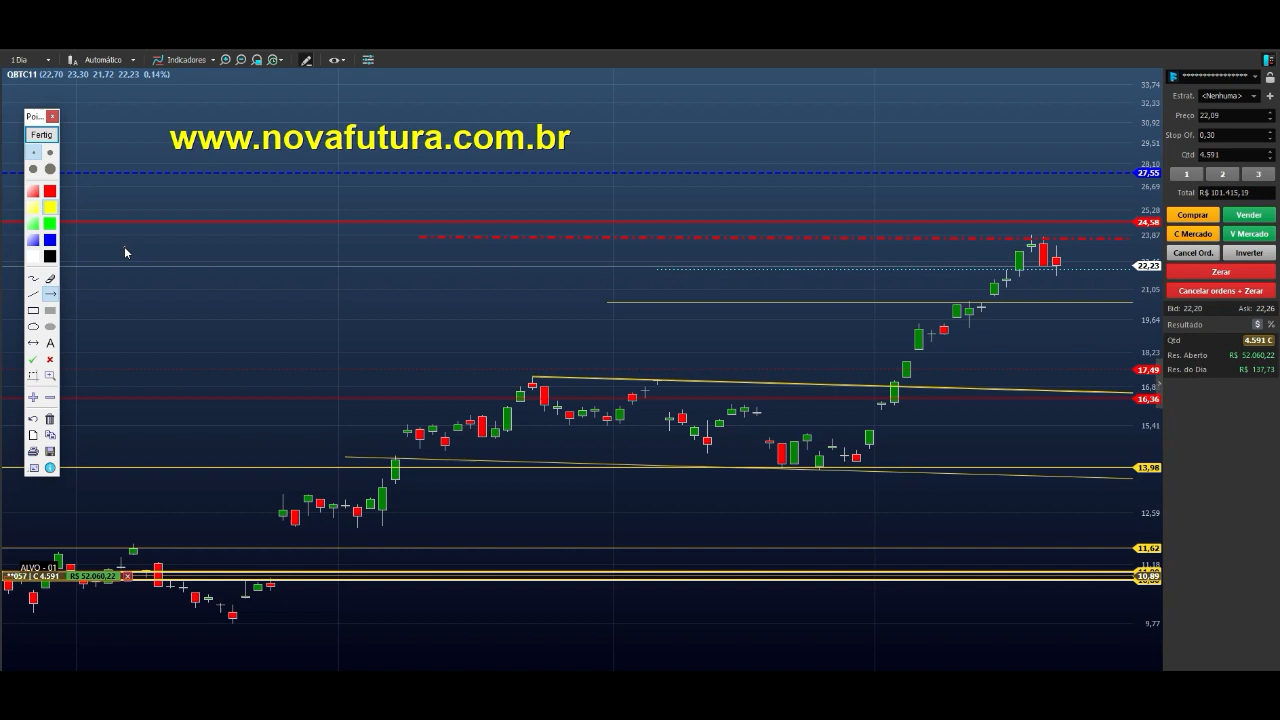 1 Dia
Automático
Indicadores
QBTC11 (22,70 23,30 21,72 22,23 0,14%)
Poi...
Fertig
www.novafutura.com.br
33,74
32,33
30,92
29,51
28,10
27,55
26,69
25,28
24,58
23,87
22,23
21,05
19,64
18,23
17,49
16,36
15,41
13,98
12,59
11,62
11,18
10,89
9,77
ALVO - 01
**057 | C 4.591 R$ 52.060,22
****************
Estrat. <Nenhuma>
Preço 22,09
Stop Of. 0,30
Qtd 4.591
1 2 3
Total R$ 101.415,19
Comprar Vender
C Mercado V Mercado
Cancel Ord. Inverter
Zerar
Cancelar ordens + Zerar
Bid: 22,20 Ask: 22,26
Resultado $ %
Qtd 4.591 C
Res. Aberto R$ 52.060,22
Res. do Dia R$ 137,73